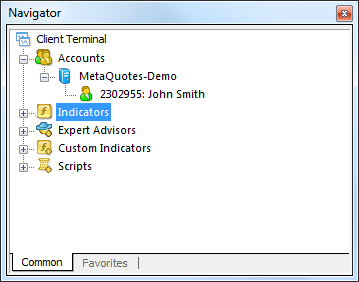 Navigator
Client Terminal
Accounts
MetaQuotes-Demo
2302955: John Smith
Indicators
Expert Advisors
Custom Indicators
Scripts
Common | Favorites |